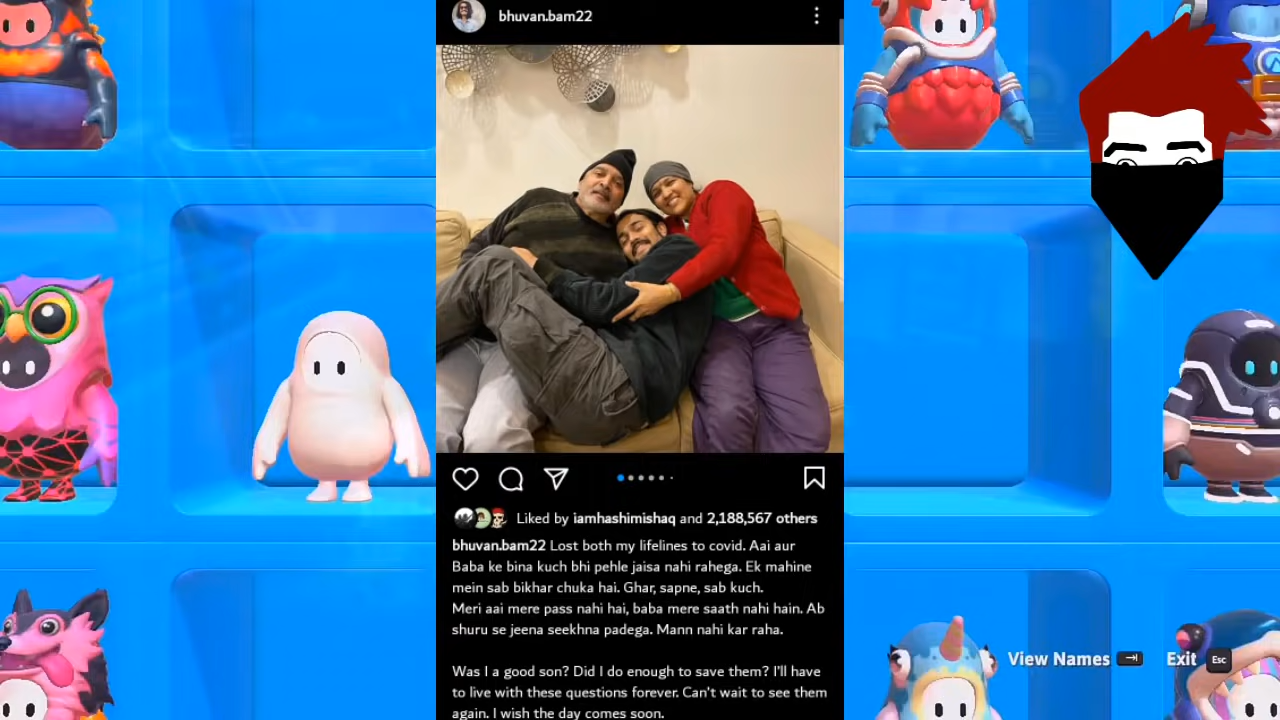 bhuvan.bam22
Liked by iamhashimishaq and 2,188,567 others
bhuvan.bam22 Lost both my lifelines to covid. Aai aur
Baba ke bina kuch bhi pehle jaisa nahi rahega. Ek mahine
mein sab bikhar chuka hai. Ghar, sapne, sab kuch.
Meri aai mere pass nahi hai, baba mere saath nahi hain. Ab
shuru se jeena seekhna padega. Mann nahi kar raha.
Was I a good son? Did I do enough to save them? I'll have
to live with these questions forever. Can't wait to see them
again. I wish the day comes soon.
View Names
Exit Esc